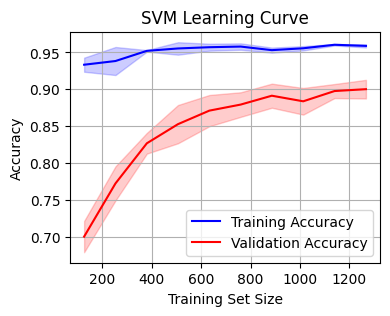 SVM Learning Curve
Accuracy
0.95
0.90
0.85
0.80
0.75
0.70
Training Accuracy
Validation Accuracy
200 400 600 800 1000 1200
Training Set Size